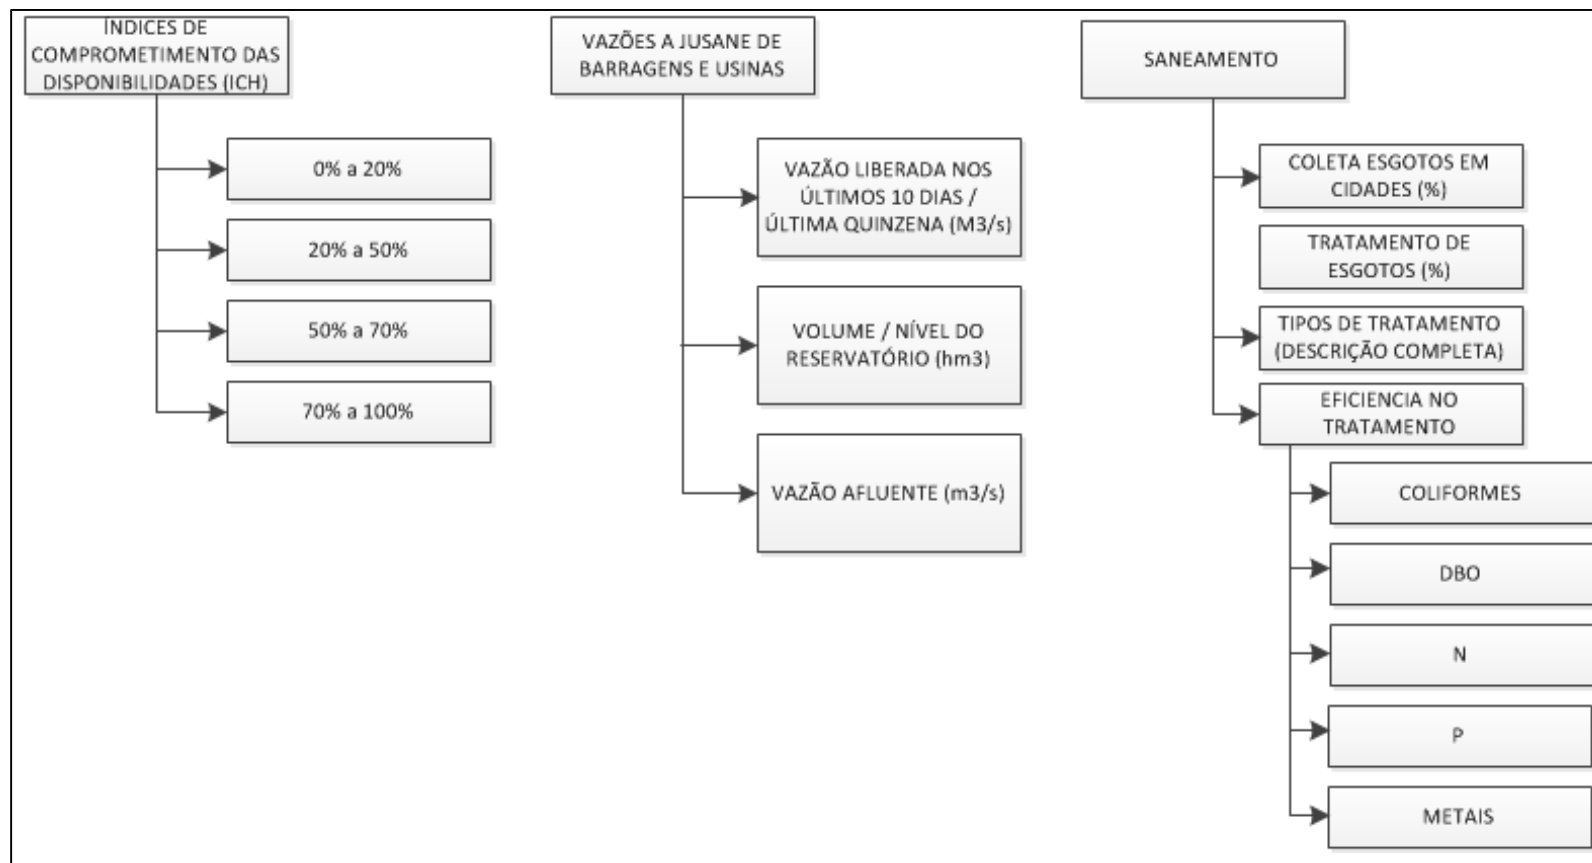 ÍNDICES DE
COMPROMETIMENTO DAS
DISPONIBILIDADES (ICH)
0% a 20%
20% a 50%
50% a 70%
70% a 100%
VAZÕES A JUSANE DE
BARRAGENS E USINAS
VAZÃO LIBERADA NOS
ÚLTIMOS 10 DIAS /
ÚLTIMA QUINZENA (M3/s)
VOLUME / NÍVEL DO
RESERVATÓRIO (hm3)
VAZÃO AFLUENTE (m3/s)
SANEAMENTO
COLETA ESGOTOS EM
CIDADES (%)
TRATAMENTO DE
ESGOTOS (%)
TIPOS DE TRATAMENTO
(DESCRIÇÃO COMPLETA)
EFICIENCIA NO
TRATAMENTO
COLIFORMES
DBO
N
P
METAIS